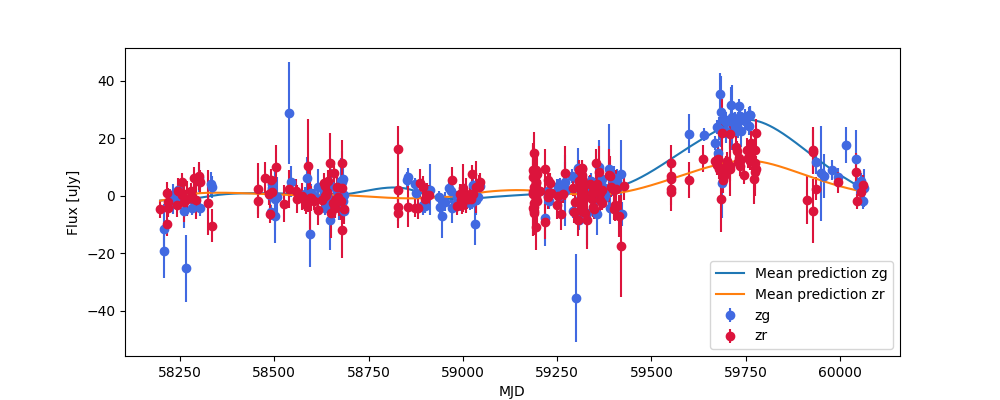 Flux [uJy]
40
20
0
−20
−40
58250
58500
58750
59000
59250
59500
59750
60000
MJD
Mean prediction zg
Mean prediction zr
zg
zr